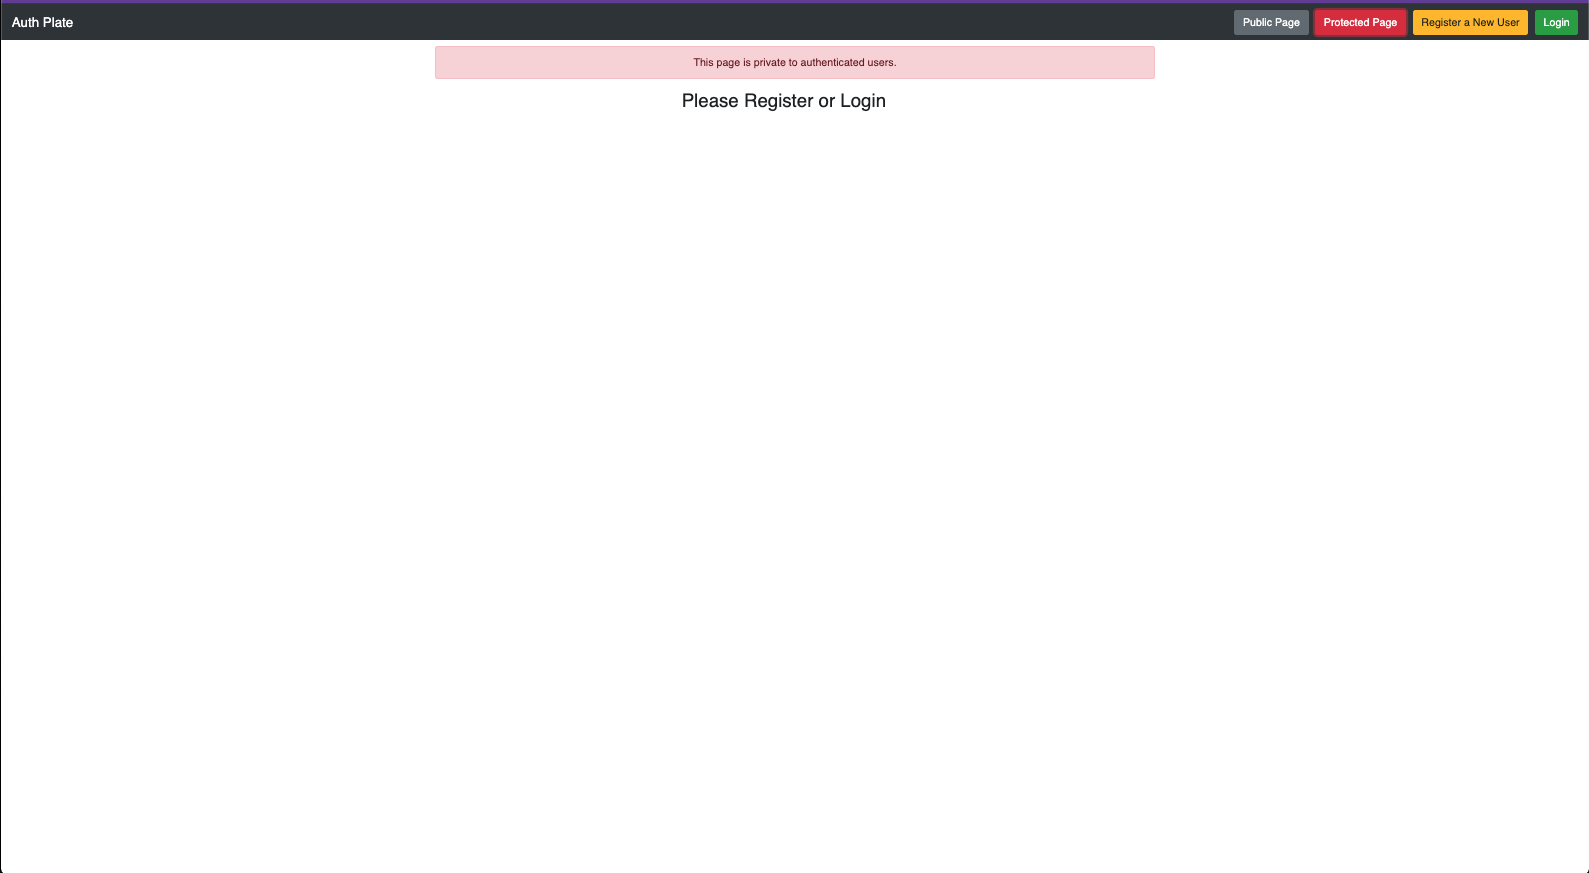 Auth Plate
Public Page
Protected Page
Register a New User
Login
This page is private to authenticated users.
Please Register or Login